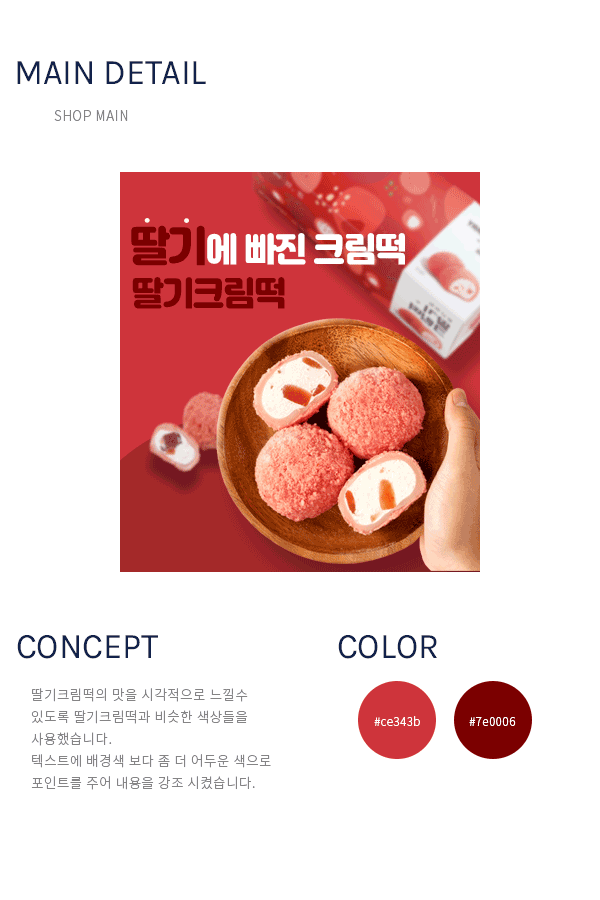 MAIN DETAIL
SHOP MAIN
딸기에 빠진 크림떡
딸기크림떡
CONCEPT
딸기크림떡의 맛을 시각적으로 느낄수
있도록 딸기크림떡과 비슷한 색상들을
사용했습니다.
텍스트에 배경색 보다 좀 더 어두운 색으로
포인트를 주어 내용을 강조 시켰습니다.
COLOR
#ce343b
#7e0006